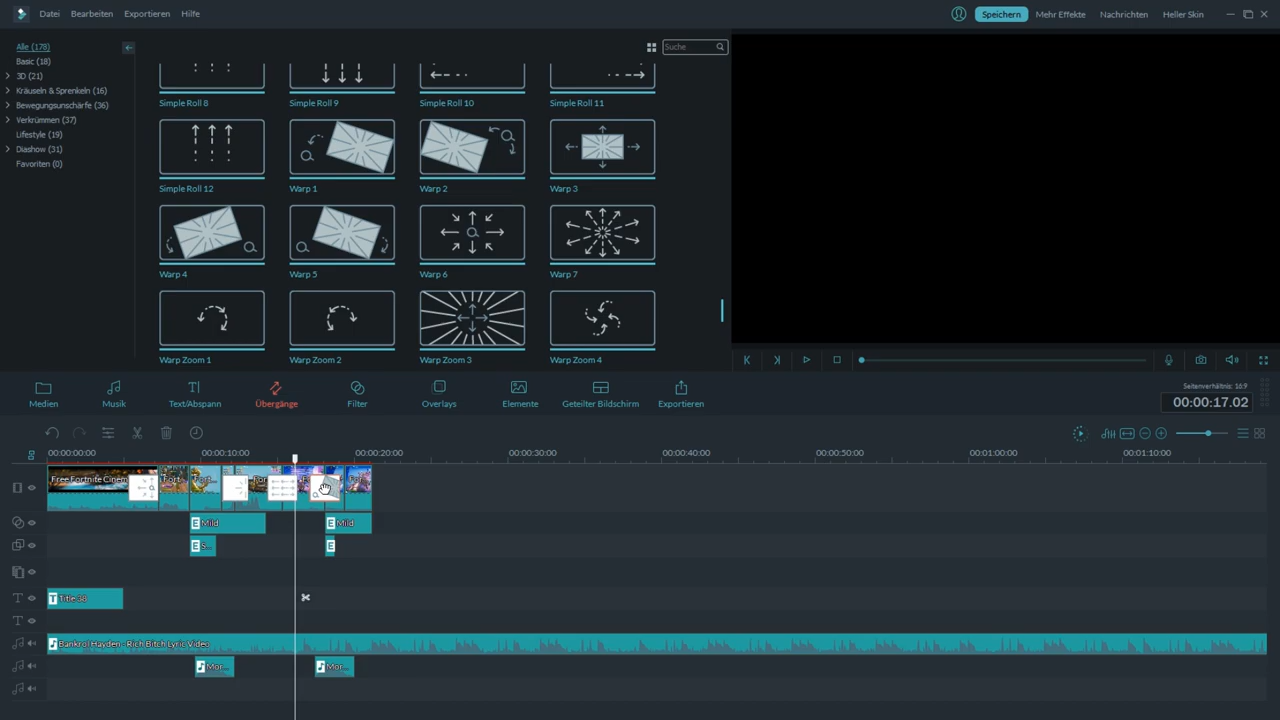 Datei Bearbeiten Exportieren Hilfe Speichern Mehr Effekte Nachrichten Heller Skin
Alle (178)
Basic (18)
3D (21)
Kräuseln & Sprenkeln (16)
Bewegungsunschärfe (36)
Verkrümmen (37)
Lifestyle (19)
Diashow (31)
Favoriten (0)
Suche
Simple Roll 8 Simple Roll 9 Simple Roll 10 Simple Roll 11
Simple Roll 12 Warp 1 Warp 2 Warp 3
Warp 4 Warp 5 Warp 6 Warp 7
Warp Zoom 1 Warp Zoom 2 Warp Zoom 3 Warp Zoom 4
Medien Musik Text/Abspann Übergänge Filter Overlays Elemente Geteilter Bildschirm Exportieren
Seitenverhältnis: 16:9
00:00:17.02
00:00:00:00 00:00:10:00 00:00:20:00 00:00:30:00 00:00:40:00 00:00:50:00 00:01:00:00 00:01:10:00
Free Fortnite Cinem
Mild Mild
S...
Title 38
Bankrol Hayden - Rich Bitch Lyric Video
Mor... Mor...